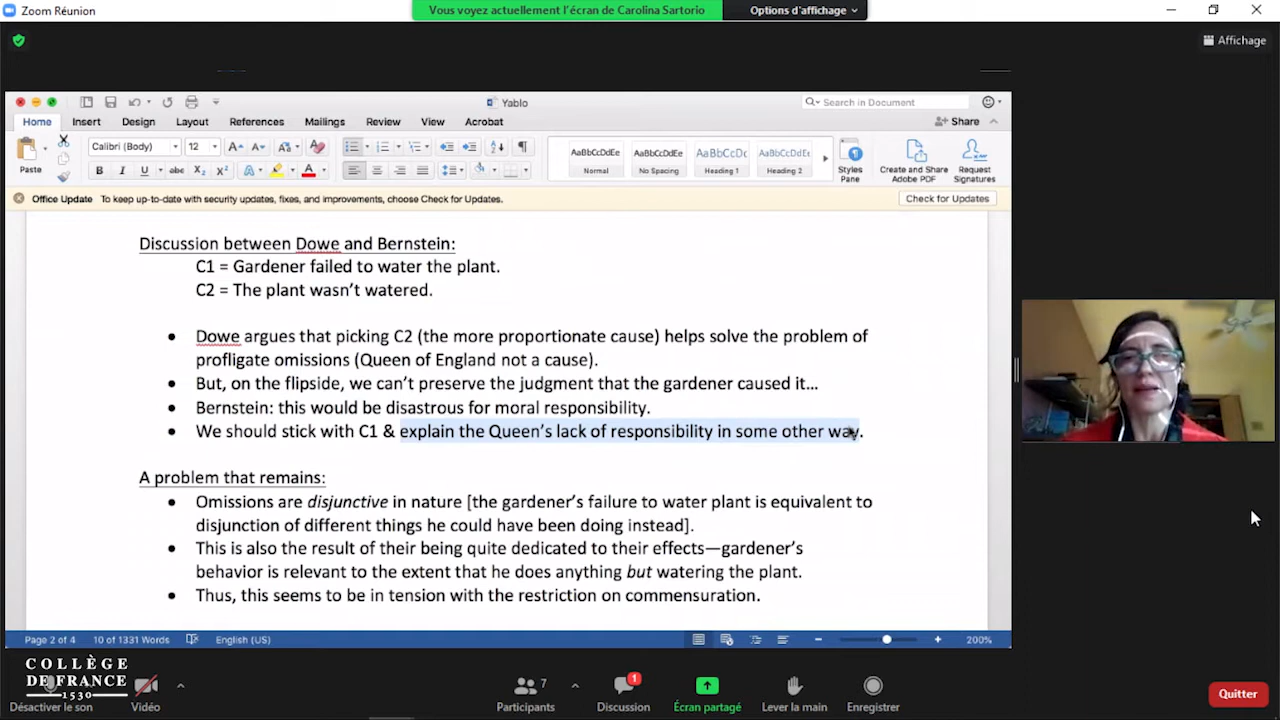 Zoom Réunion
Vous voyez actuellement l'écran de Carolina Sartorio
Options d'affichage
Affichage
Yablo
Search in Document
Home
Insert
Design
Layout
References
Mailings
Review
View
Acrobat
Share
Paste
Calibri (Body)
12
AaBbCcDdEe
Normal
AaBbCcDdEe
No Spacing
AaBbCcDc
Heading 1
AaBbCcDdEe
Heading 2
Styles Pane
Create and Share Adobe PDF
Request Signatures
Office Update
To keep up-to-date with security updates, fixes, and improvements, choose Check for Updates.
Check for Updates
Discussion between Dowe and Bernstein:
C1 = Gardener failed to water the plant.
C2 = The plant wasn't watered.
• Dowe argues that picking C2 (the more proportionate cause) helps solve the problem of
profligate omissions (Queen of England not a cause).
• But, on the flipside, we can't preserve the judgment that the gardener caused it…
• Bernstein: this would be disastrous for moral responsibility.
• We should stick with C1 & explain the Queen's lack of responsibility in some other way.
A problem that remains:
• Omissions are disjunctive in nature [the gardener's failure to water plant is equivalent to
disjunction of different things he could have been doing instead].
• This is also the result of their being quite dedicated to their effects—gardener's
behavior is relevant to the extent that he does anything but watering the plant.
• Thus, this seems to be in tension with the restriction on commensuration.
Page 2 of 4
10 of 1331 Words
English (US)
200%
COLLÈGE
DE FRANCE
1530
Désactiver le son
Vidéo
7
Participants
1
Discussion
Écran partagé
Lever la main
Enregistrer
Quitter